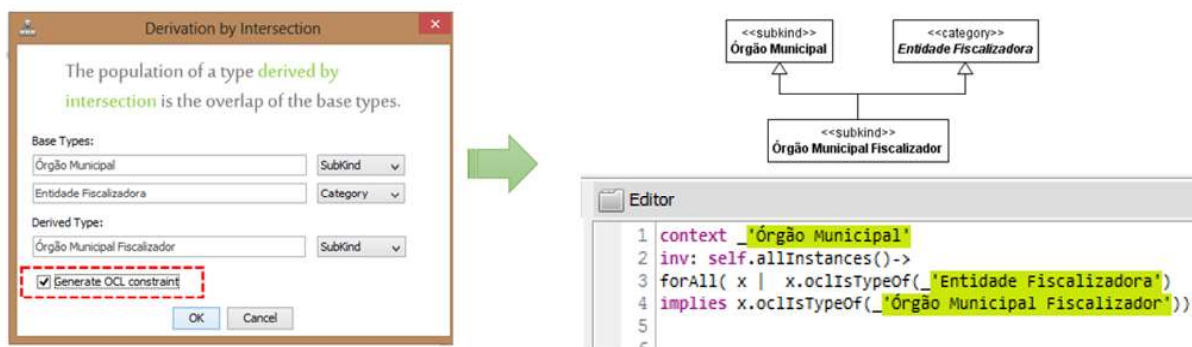 Derivation by Intersection
×
The population of a type derived by
intersection is the overlap of the base types.
Base Types:
Órgão Municipal
SubKind
Entidade Fiscalizadora
Category
Derived Type:
Órgão Municipal Fiscalizador
SubKind
Generate OCL constraint
OK
Cancel
<<subkind>>
Órgão Municipal
<<category>>
Entidade Fiscalizadora
<<subkind>>
Órgão Municipal Fiscalizador
Editor
1 context _'Órgão Municipal'
2 inv: self.allInstances()->
3 forAll( x | x.oclIsTypeOf(_'Entidade Fiscalizadora')
4 implies x.oclIsTypeOf(_'Órgão Municipal Fiscalizador'))
5